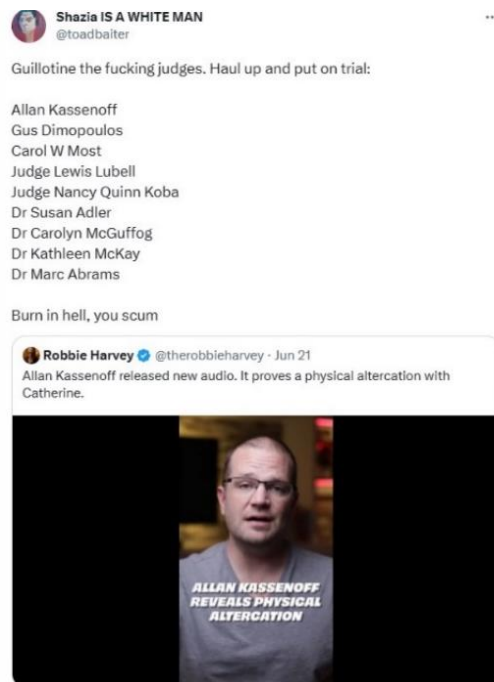 Shazia IS A WHITE MAN
@toadbaiter
Guillotine the fucking judges. Haul up and put on trial:
Allan Kassenoff
Gus Dimopoulos
Carol W Most
Judge Lewis Lubell
Judge Nancy Quinn Koba
Dr Susan Adler
Dr Carolyn McGuffog
Dr Kathleen McKay
Dr Marc Abrams
Burn in hell, you scum
Robbie Harvey @therobbieharvey · Jun 21
Allan Kassenoff released new audio. It proves a physical altercation with
Catherine.
ALLAN KASSENOFF
REVEALS PHYSICAL
ALTERCATION